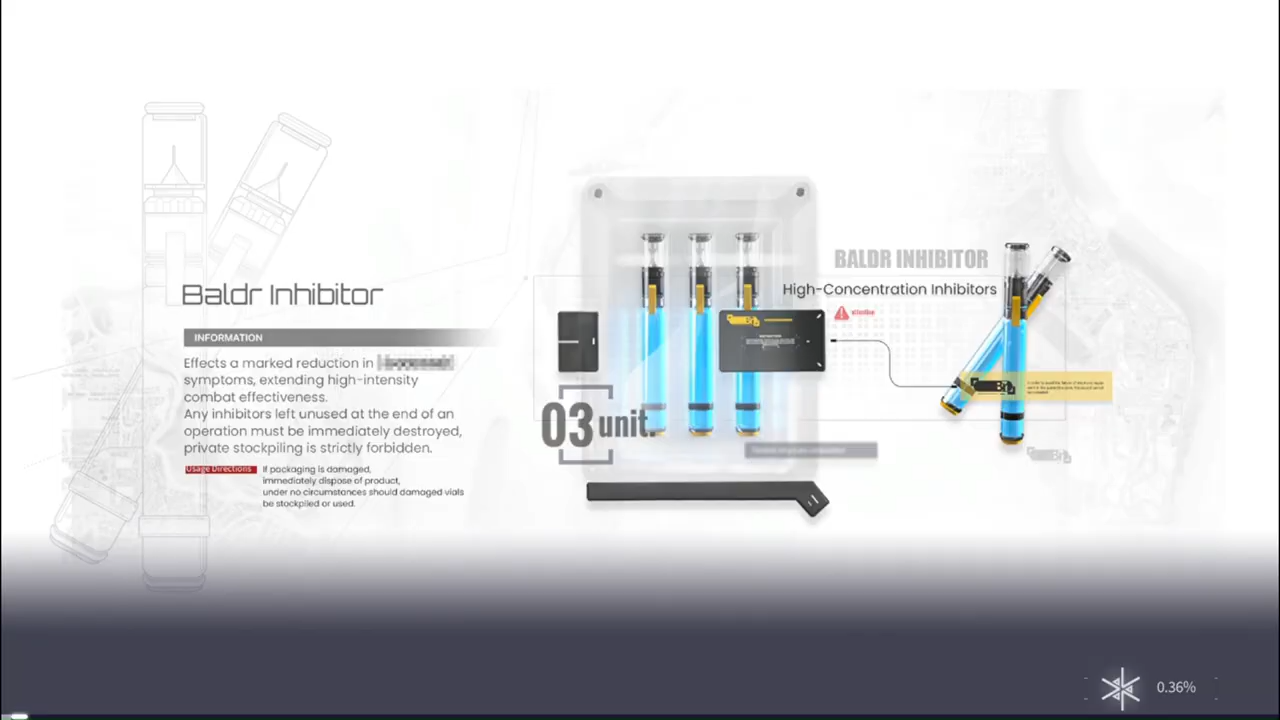 Baldr Inhibitor
INFORMATION
Effects a marked reduction in
symptoms, extending high-intensity
combat effectiveness.
Any inhibitors left unused at the end of an
operation must be immediately destroyed,
private stockpiling is strictly forbidden.
Usage Directions
If packaging is damaged,
immediately dispose of product,
under no circumstances should damaged vials
be stockpiled or used.
03 unit.
BALDR INHIBITOR
High-Concentration Inhibitors
0.36%